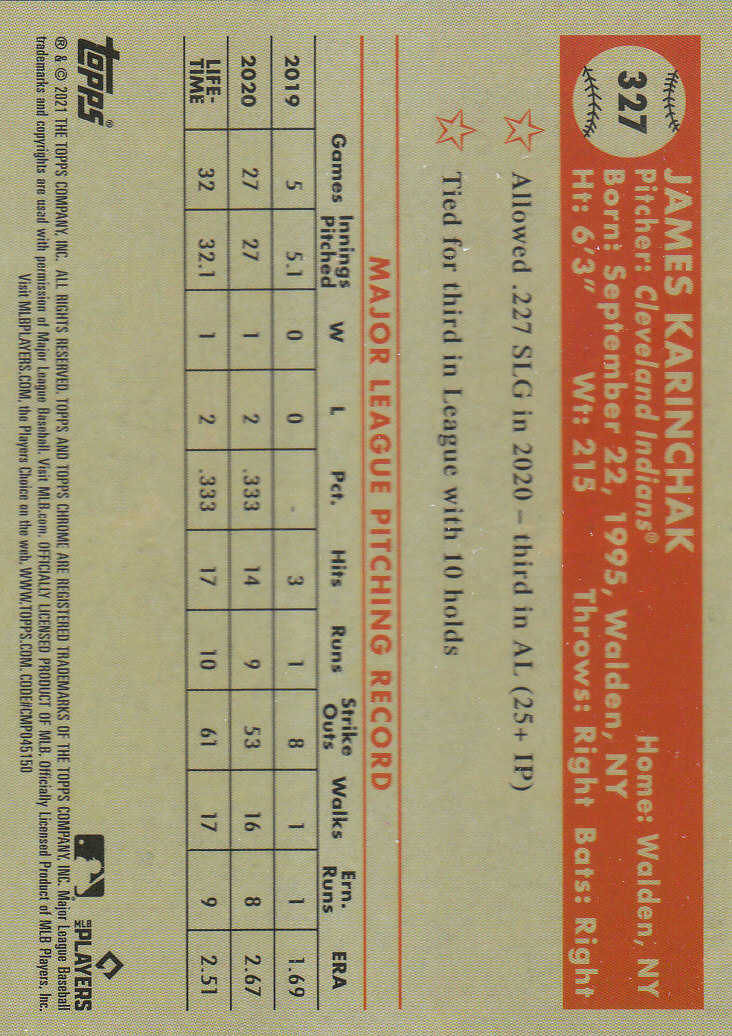 327
JAMES KARINCHAK
Pitcher: Cleveland Indians® Home: Walden, NY
Born: September 22, 1995, Walden, NY
Ht: 6'3" Wt: 215 Throws: Right Bats: Right
Allowed .227 SLG in 2020 – third in AL (25+ IP)
Tied for third in League with 10 holds
MAJOR LEAGUE PITCHING RECORD
Games Innings Pitched W L Pct. Hits Runs Strike Outs Walks Ern. Runs ERA
2019 5 5.1 0 0 - 3 1 8 1 1 1.69
2020 27 27 1 2 .333 14 9 53 16 8 2.67
LIFE-TIME 32 32.1 1 2 .333 17 10 61 17 9 2.51
topps®
MLB PLAYERS
® & © 2021 THE TOPPS COMPANY, INC. ALL RIGHTS RESERVED. TOPPS AND TOPPS CHROME ARE REGISTERED TRADEMARKS OF THE TOPPS COMPANY, INC. Major League Baseball
trademarks and copyrights are used with permission of Major League Baseball. Visit MLB.com. OFFICIALLY LICENSED PRODUCT OF MLB. Officially Licensed Product of MLB Players, Inc.
Visit MLBPLAYERS.COM, the Players Choice on the web. WWW.TOPPS.COM. CODE#CMP045150